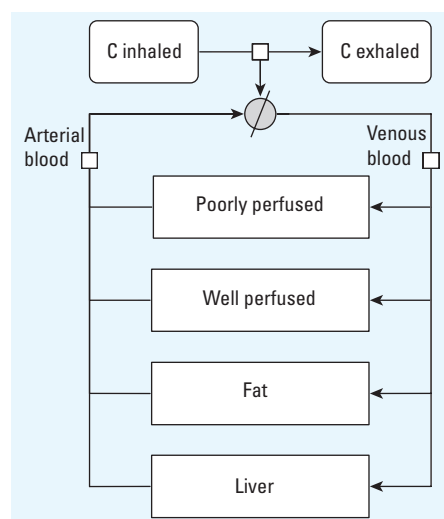 C inhaled
C exhaled
Arterial
blood
Venous
blood
Poorly perfused
Well perfused
Fat
Liver